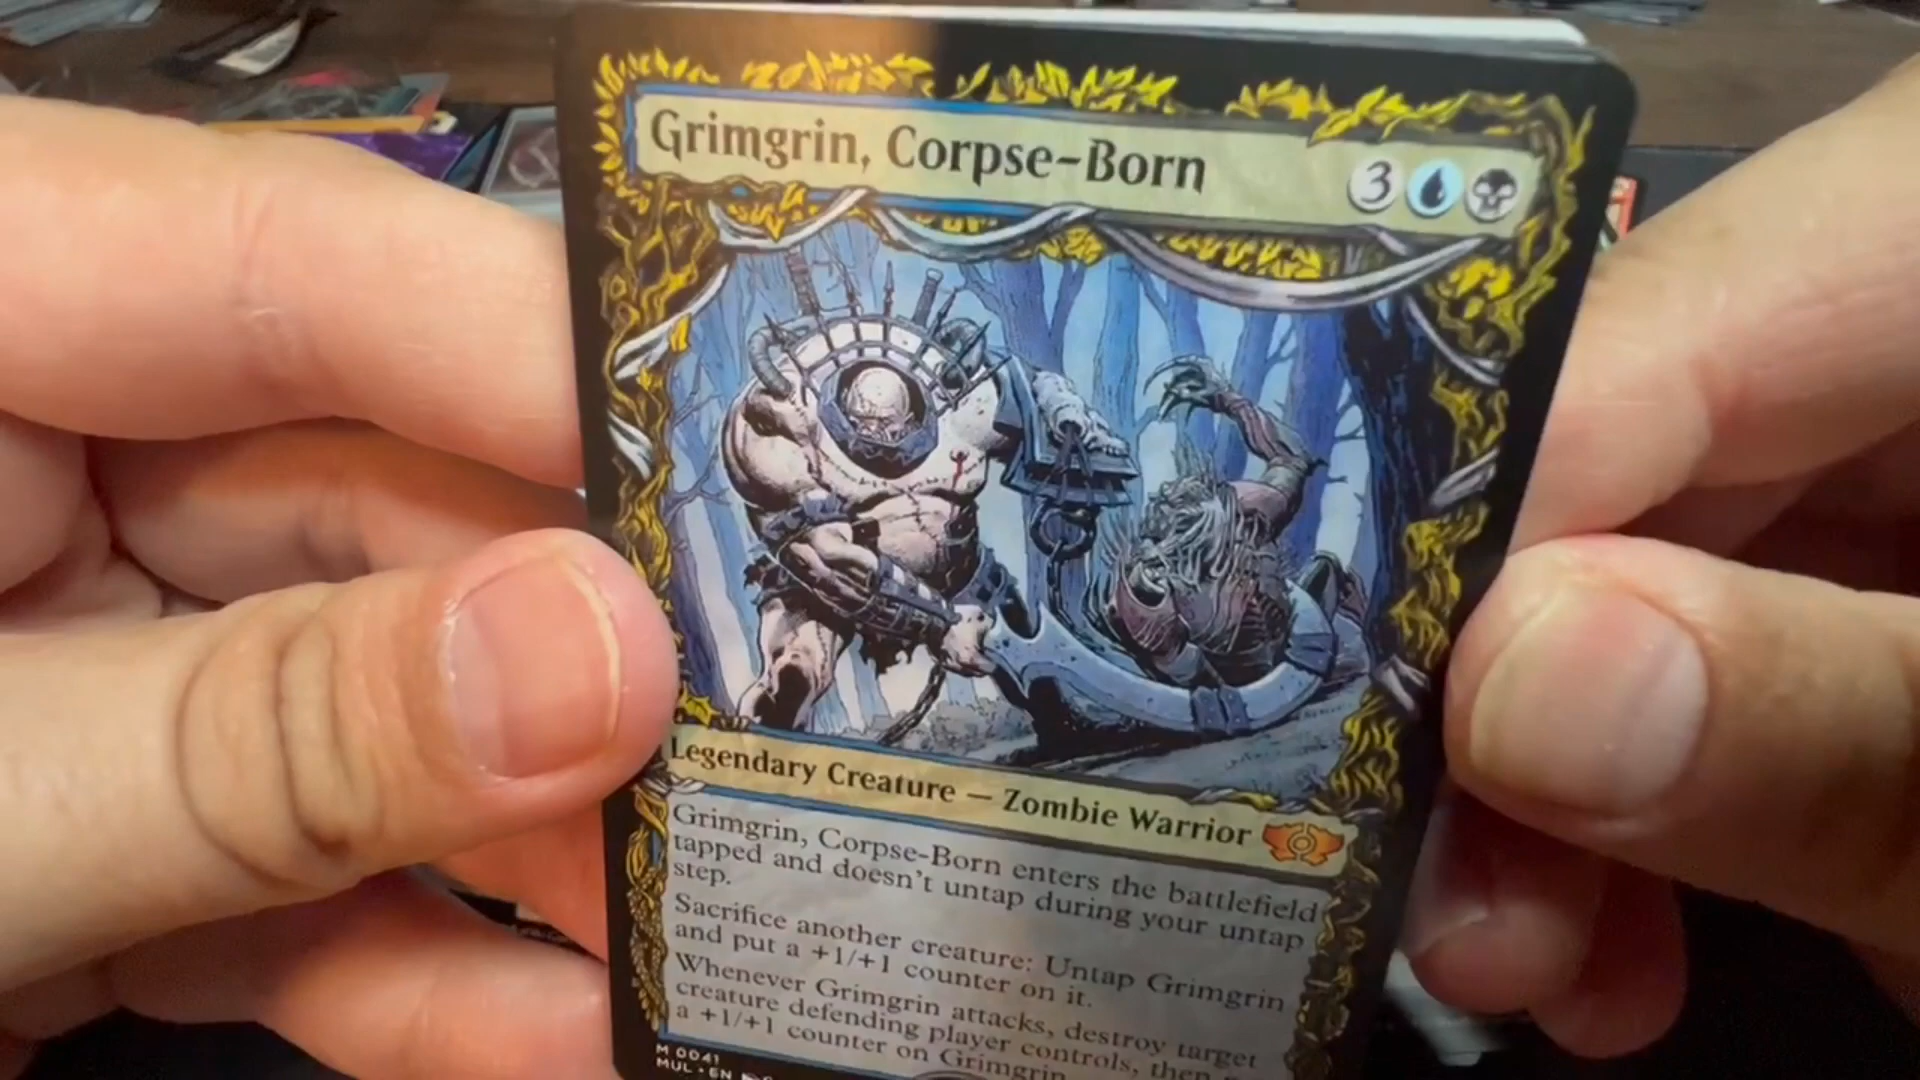 Grimgrin, Corpse-Born 3
Legendary Creature — Zombie Warrior
Grimgrin, Corpse-Born enters the battlefield
tapped and doesn't untap during your untap
step.
Sacrifice another creature: Untap Grimgrin
and put a +1/+1 counter on it.
Whenever Grimgrin attacks, destroy target
creature defending player controls, then
a +1/+1 counter on Grimgrin.
M 0041
MUL • EN